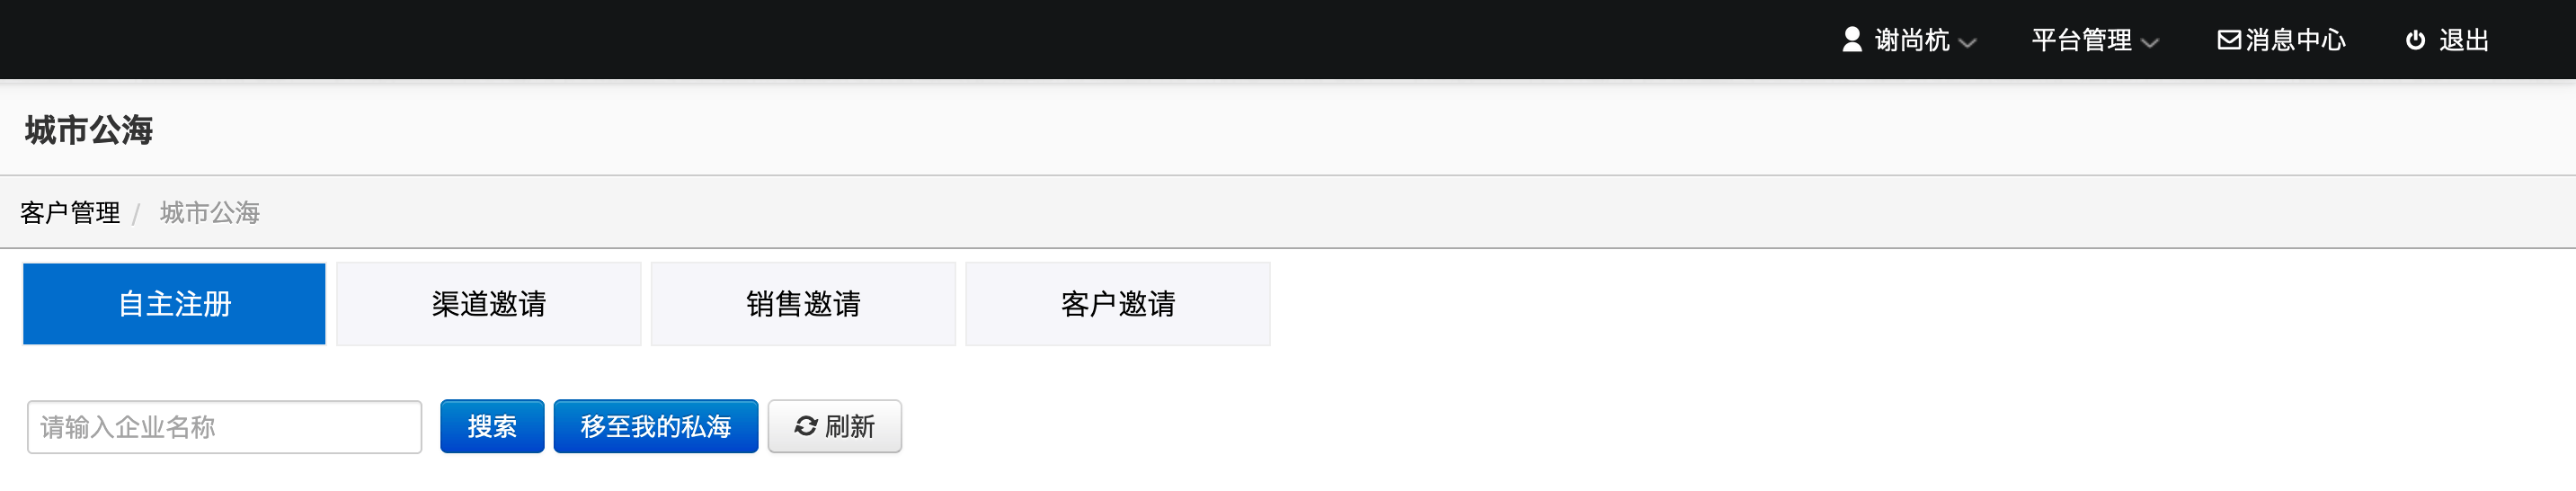 谢尚杭 平台管理 消息中心 退出
城市公海
客户管理 / 城市公海
自主注册 渠道邀请 销售邀请 客户邀请
请输入企业名称 搜索 移至我的私海 刷新